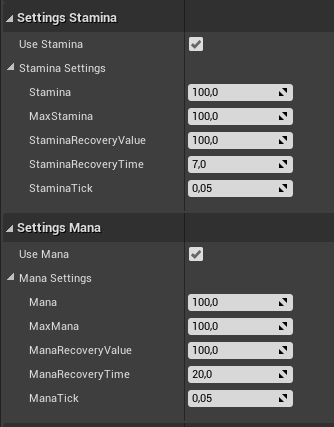 Settings Stamina
Use Stamina
Stamina Settings
Stamina 100,0
MaxStamina 100,0
StaminaRecoveryValue 100,0
StaminaRecoveryTime 7,0
StaminaTick 0,05
Settings Mana
Use Mana
Mana Settings
Mana 100,0
MaxMana 100,0
ManaRecoveryValue 100,0
ManaRecoveryTime 20,0
ManaTick 0,05